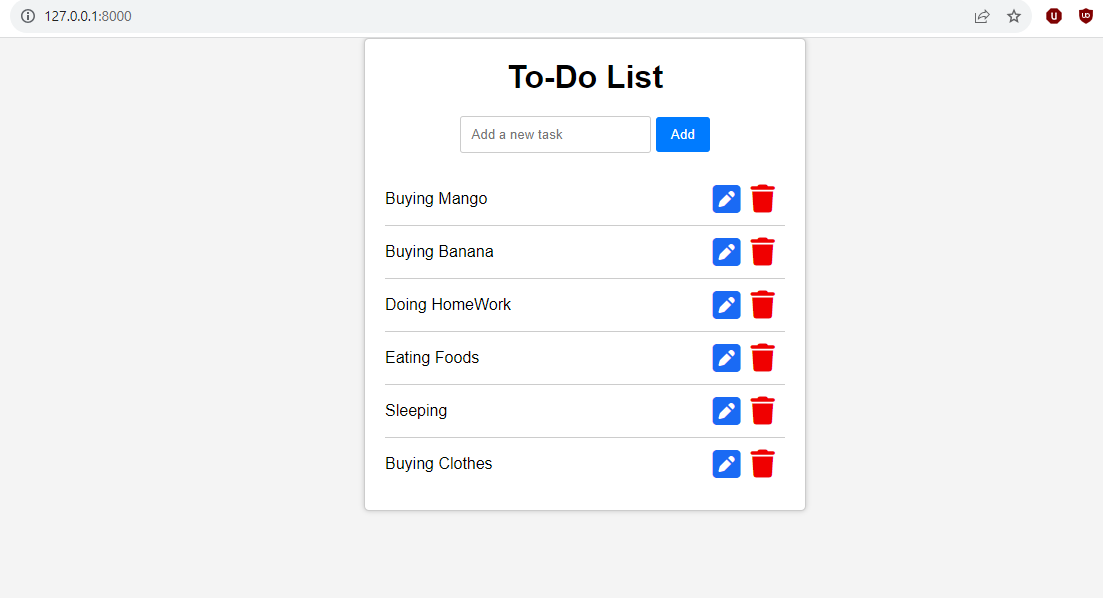 127.0.0.1:8000
To-Do List
Add a new task
Add
Buying Mango
Buying Banana
Doing HomeWork
Eating Foods
Sleeping
Buying Clothes